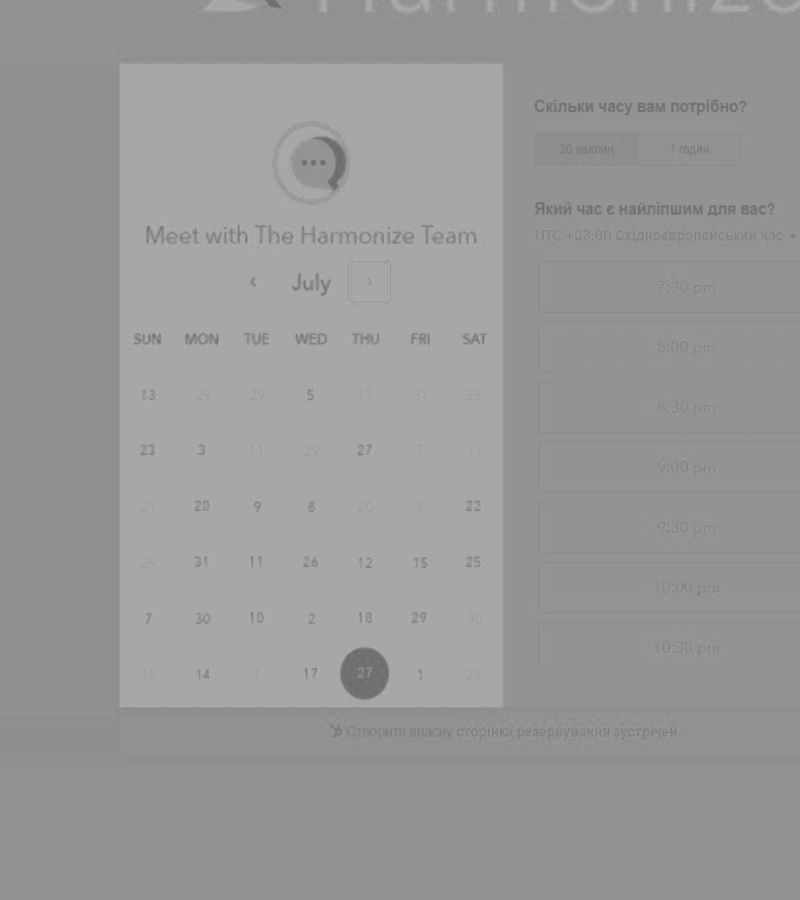 Harmonize
Meet with The Harmonize Team
July
SUN MON TUE WED THU FRI SAT
13 29 29 5 13 31 28
23 3 11 29 27 7 17
21 20 9 8 20 8 22
29 31 11 26 12 15 25
7 30 10 2 18 29 30
15 14 7 17 27 1 28
Скільки часу вам потрібно?
30 хвилин 1 годин
Який час є найліпшим для вас?
UTC +03:00 Східноєвропейський час
7:30 pm
8:00 pm
8:30 pm
9:00 pm
9:30 pm
10:00 pm
10:30 pm
Створити власну сторінка резервування зустрічей